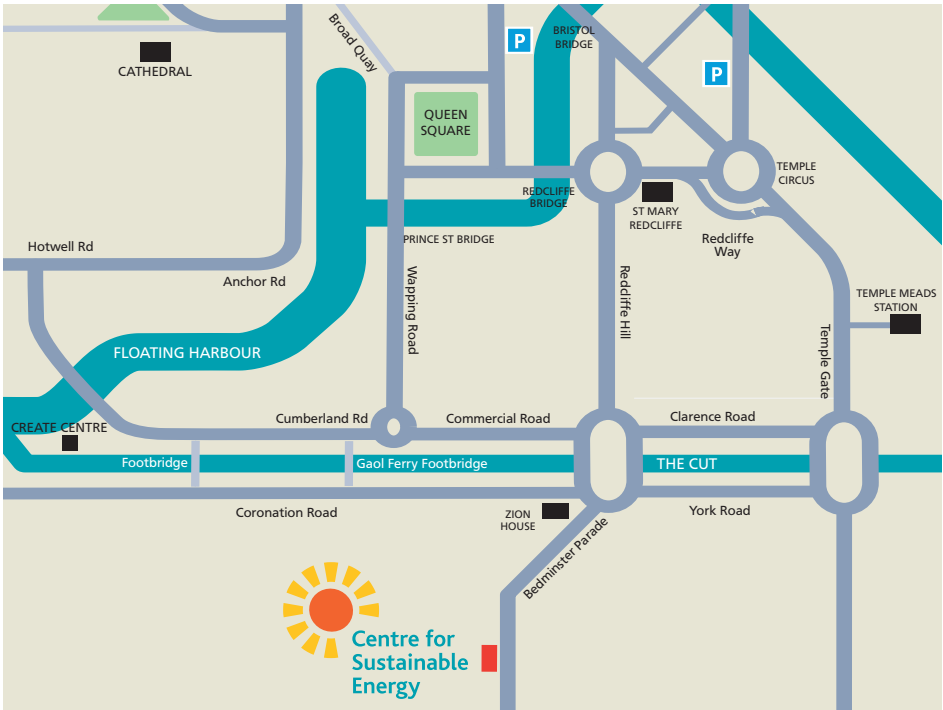 Broad Quay
BRISTOL
BRIDGE
P
CATHEDRAL
P
QUEEN
SQUARE
TEMPLE
CIRCUS
REDCLIFFE
BRIDGE
ST MARY
REDCLIFFE
PRINCE ST BRIDGE
Redcliffe
Way
Hotwell Rd
Anchor Rd
Wapping Road
Redcliffe Hill
TEMPLE MEADS
STATION
Temple Gate
FLOATING HARBOUR
CREATE CENTRE
Cumberland Rd
Commercial Road
Clarence Road
Footbridge
Gaol Ferry Footbridge
THE CUT
Coronation Road
ZION
HOUSE
York Road
Bedminster Parade
Centre for
Sustainable
Energy